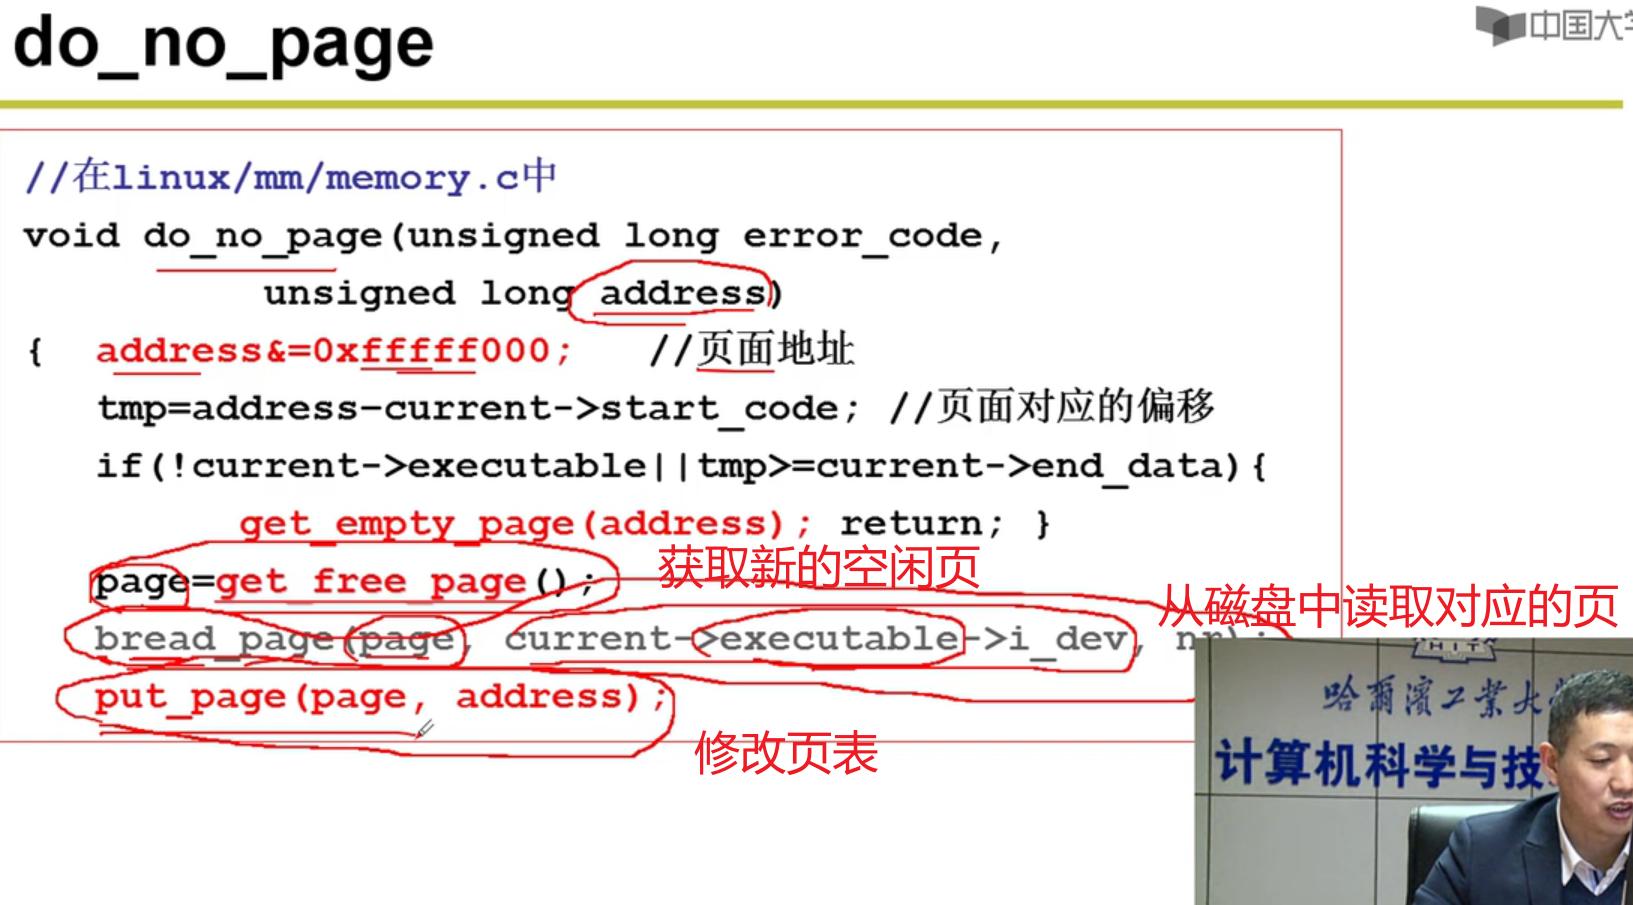 do_no_page
中国大学
//在linux/mm/memory.c中
void do_no_page(unsigned long error_code,
unsigned long address)
{ address&=0xfffff000; //页面地址
tmp=address-current->start_code; //页面对应的偏移
if(!current->executable||tmp>=current->end_data){
get_empty_page(address); return; }
page=get_free_page();
获取新的空闲页
从磁盘中读取对应的页
bread_page(page, current->executable->i_dev, nr);
put_page(page, address);
修改页表
HIT
哈爾濱工業大
计算机科学与技